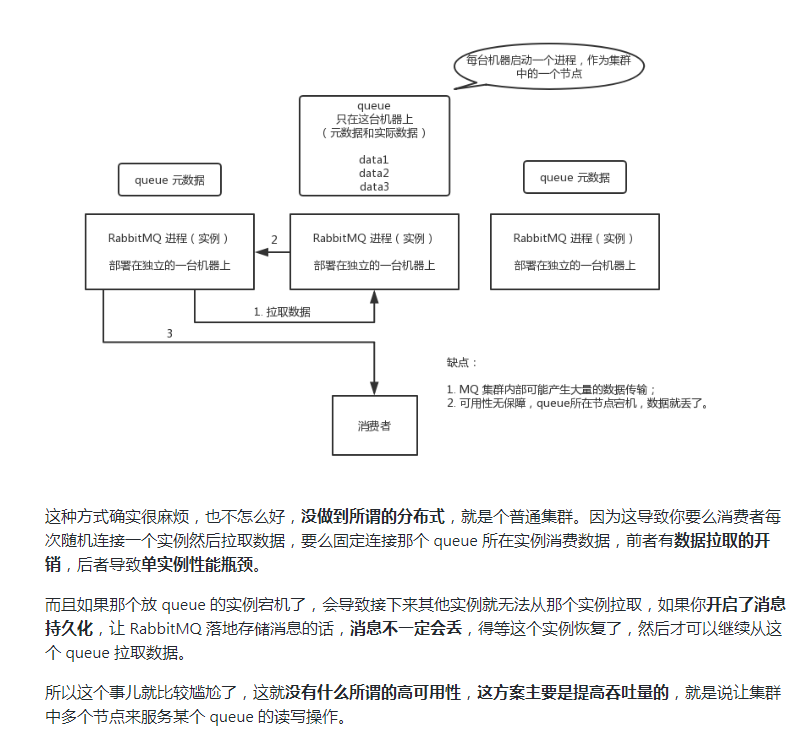 每台机器启动一个进程，作为集群
中的一个节点
queue
只在这台机器上
（元数据和实际数据）
data1
data2
data3
queue 元数据
queue 元数据
RabbitMQ 进程（实例）
部署在独立的一台机器上
2
RabbitMQ 进程（实例）
部署在独立的一台机器上
RabbitMQ 进程（实例）
部署在独立的一台机器上
1. 拉取数据
3
缺点：
1. MQ 集群内部可能产生大量的数据传输；
2. 可用性无保障，queue所在节点宕机，数据就丢了。
消费者
这种方式确实很麻烦，也不怎么好，没做到所谓的分布式，就是个普通集群。因为这导致你要么消费者每
次随机连接一个实例然后拉取数据，要么固定连接那个 queue 所在实例消费数据，前者有数据拉取的开
销，后者导致单实例性能瓶颈。
而且如果那个放 queue 的实例宕机了，会导致接下来其他实例就无法从那个实例拉取，如果你开启了消息
持久化，让 RabbitMQ 落地存储消息的话，消息不一定会丢，得等这个实例恢复了，然后才可以继续从这
个 queue 拉取数据。
所以这个事儿就比较尴尬了，这就没有什么所谓的高可用性，这方案主要是提高吞吐量的，就是说让集群
中多个节点来服务某个 queue 的读写操作。